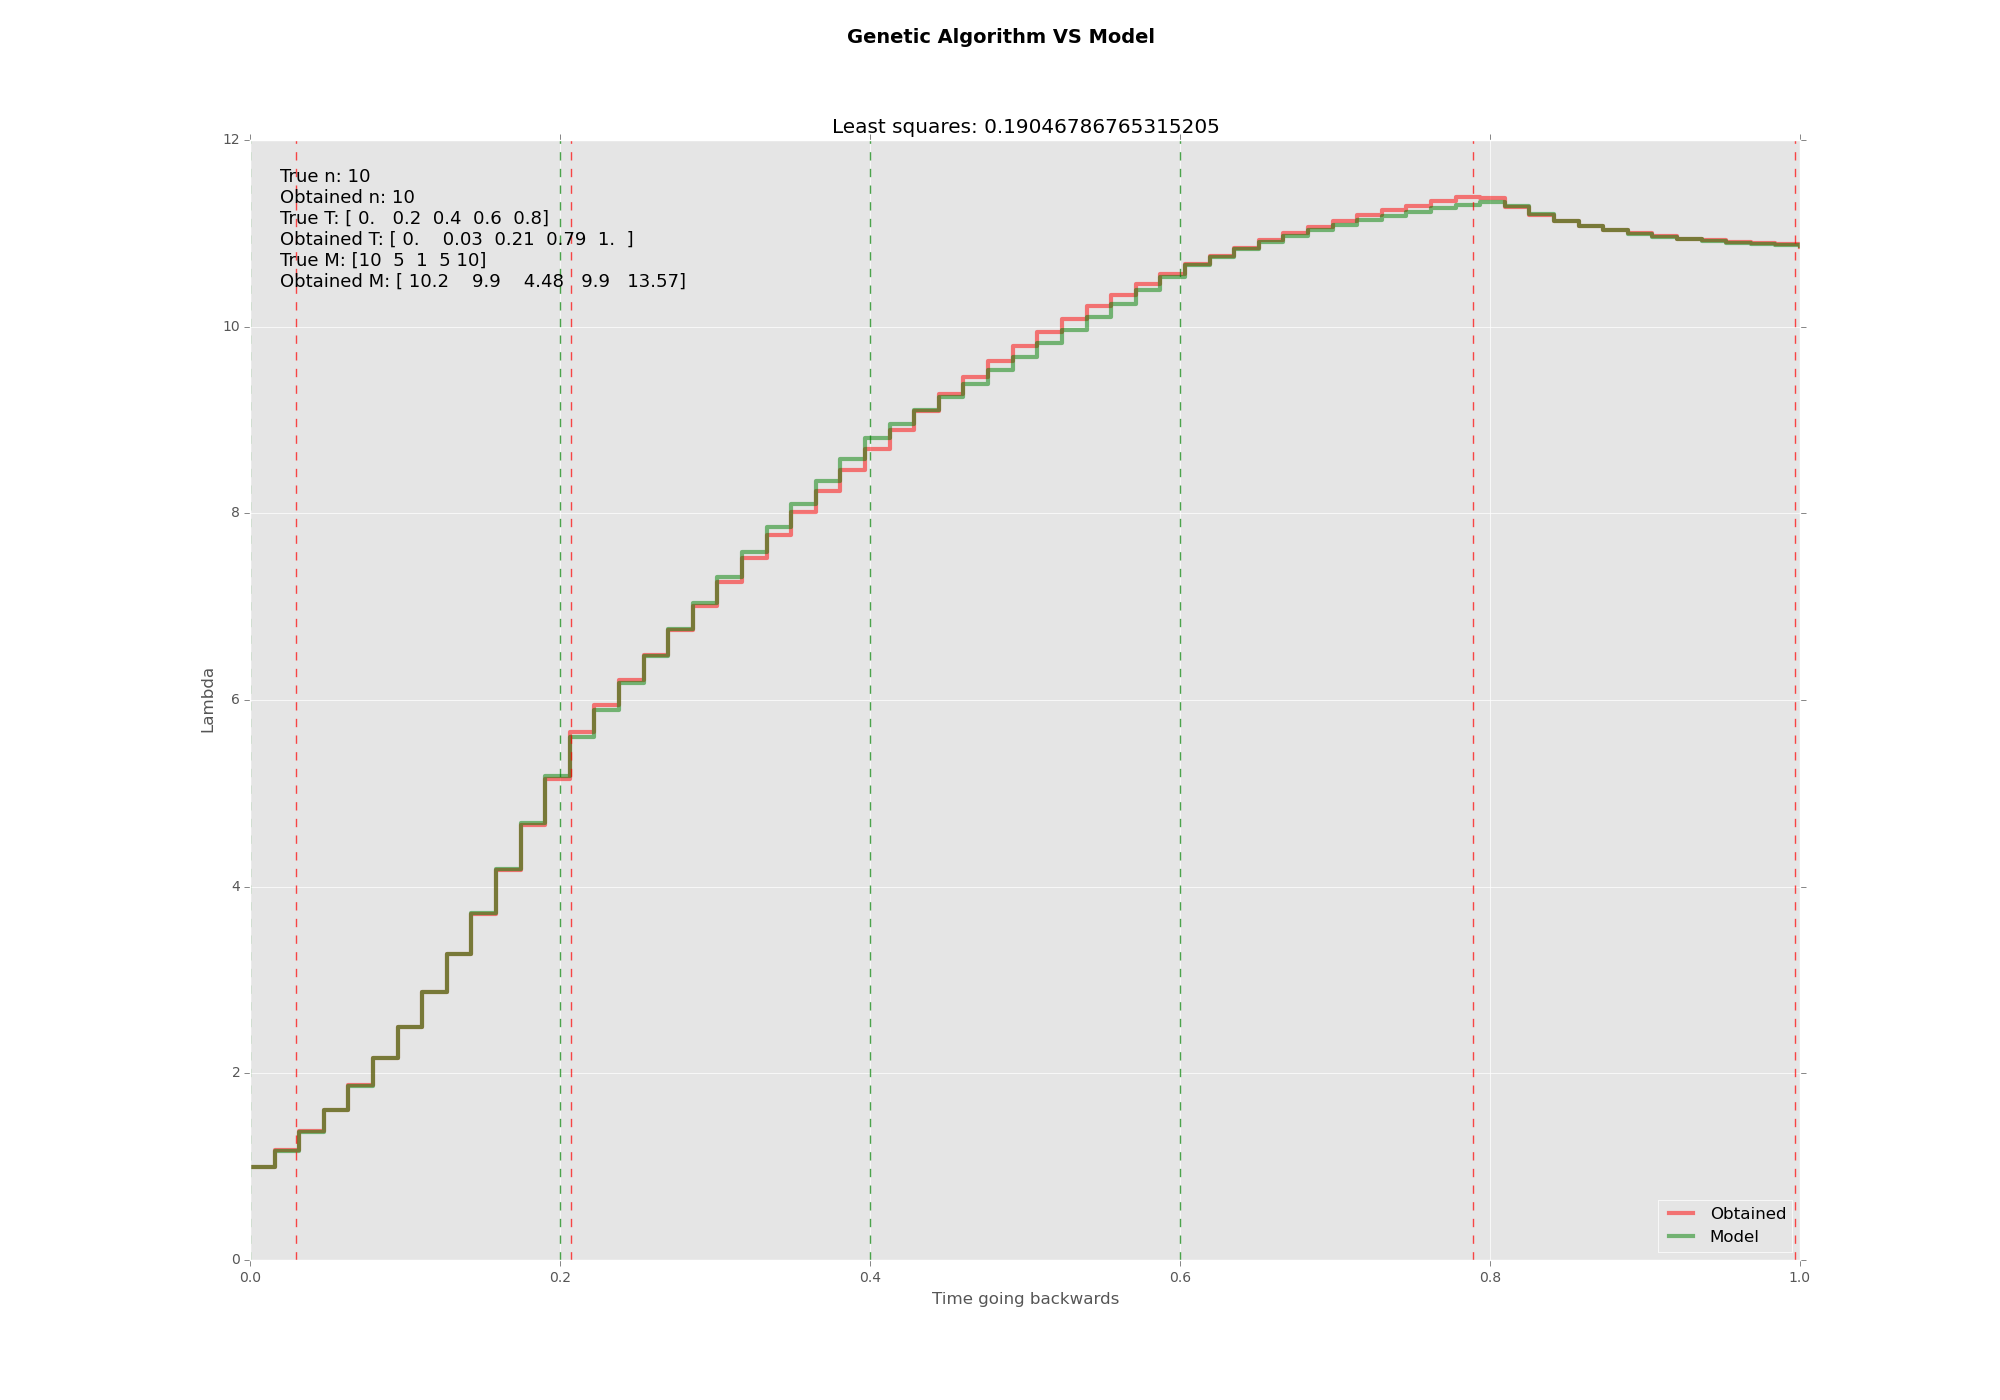 Genetic Algorithm VS Model
Least squares: 0.19046786765315205
12
True n: 10
Obtained n: 10
True T: [ 0.   0.2  0.4  0.6  0.8]
Obtained T: [ 0.    0.03  0.21  0.79  1.  ]
True M: [10  5  1  5 10]
Obtained M: [ 10.2    9.9    4.48   9.9   13.57]
10
8
6
Lambda
4
2
Obtained
Model
0
0.0 0.2 0.4 0.6 0.8 1.0
Time going backwards